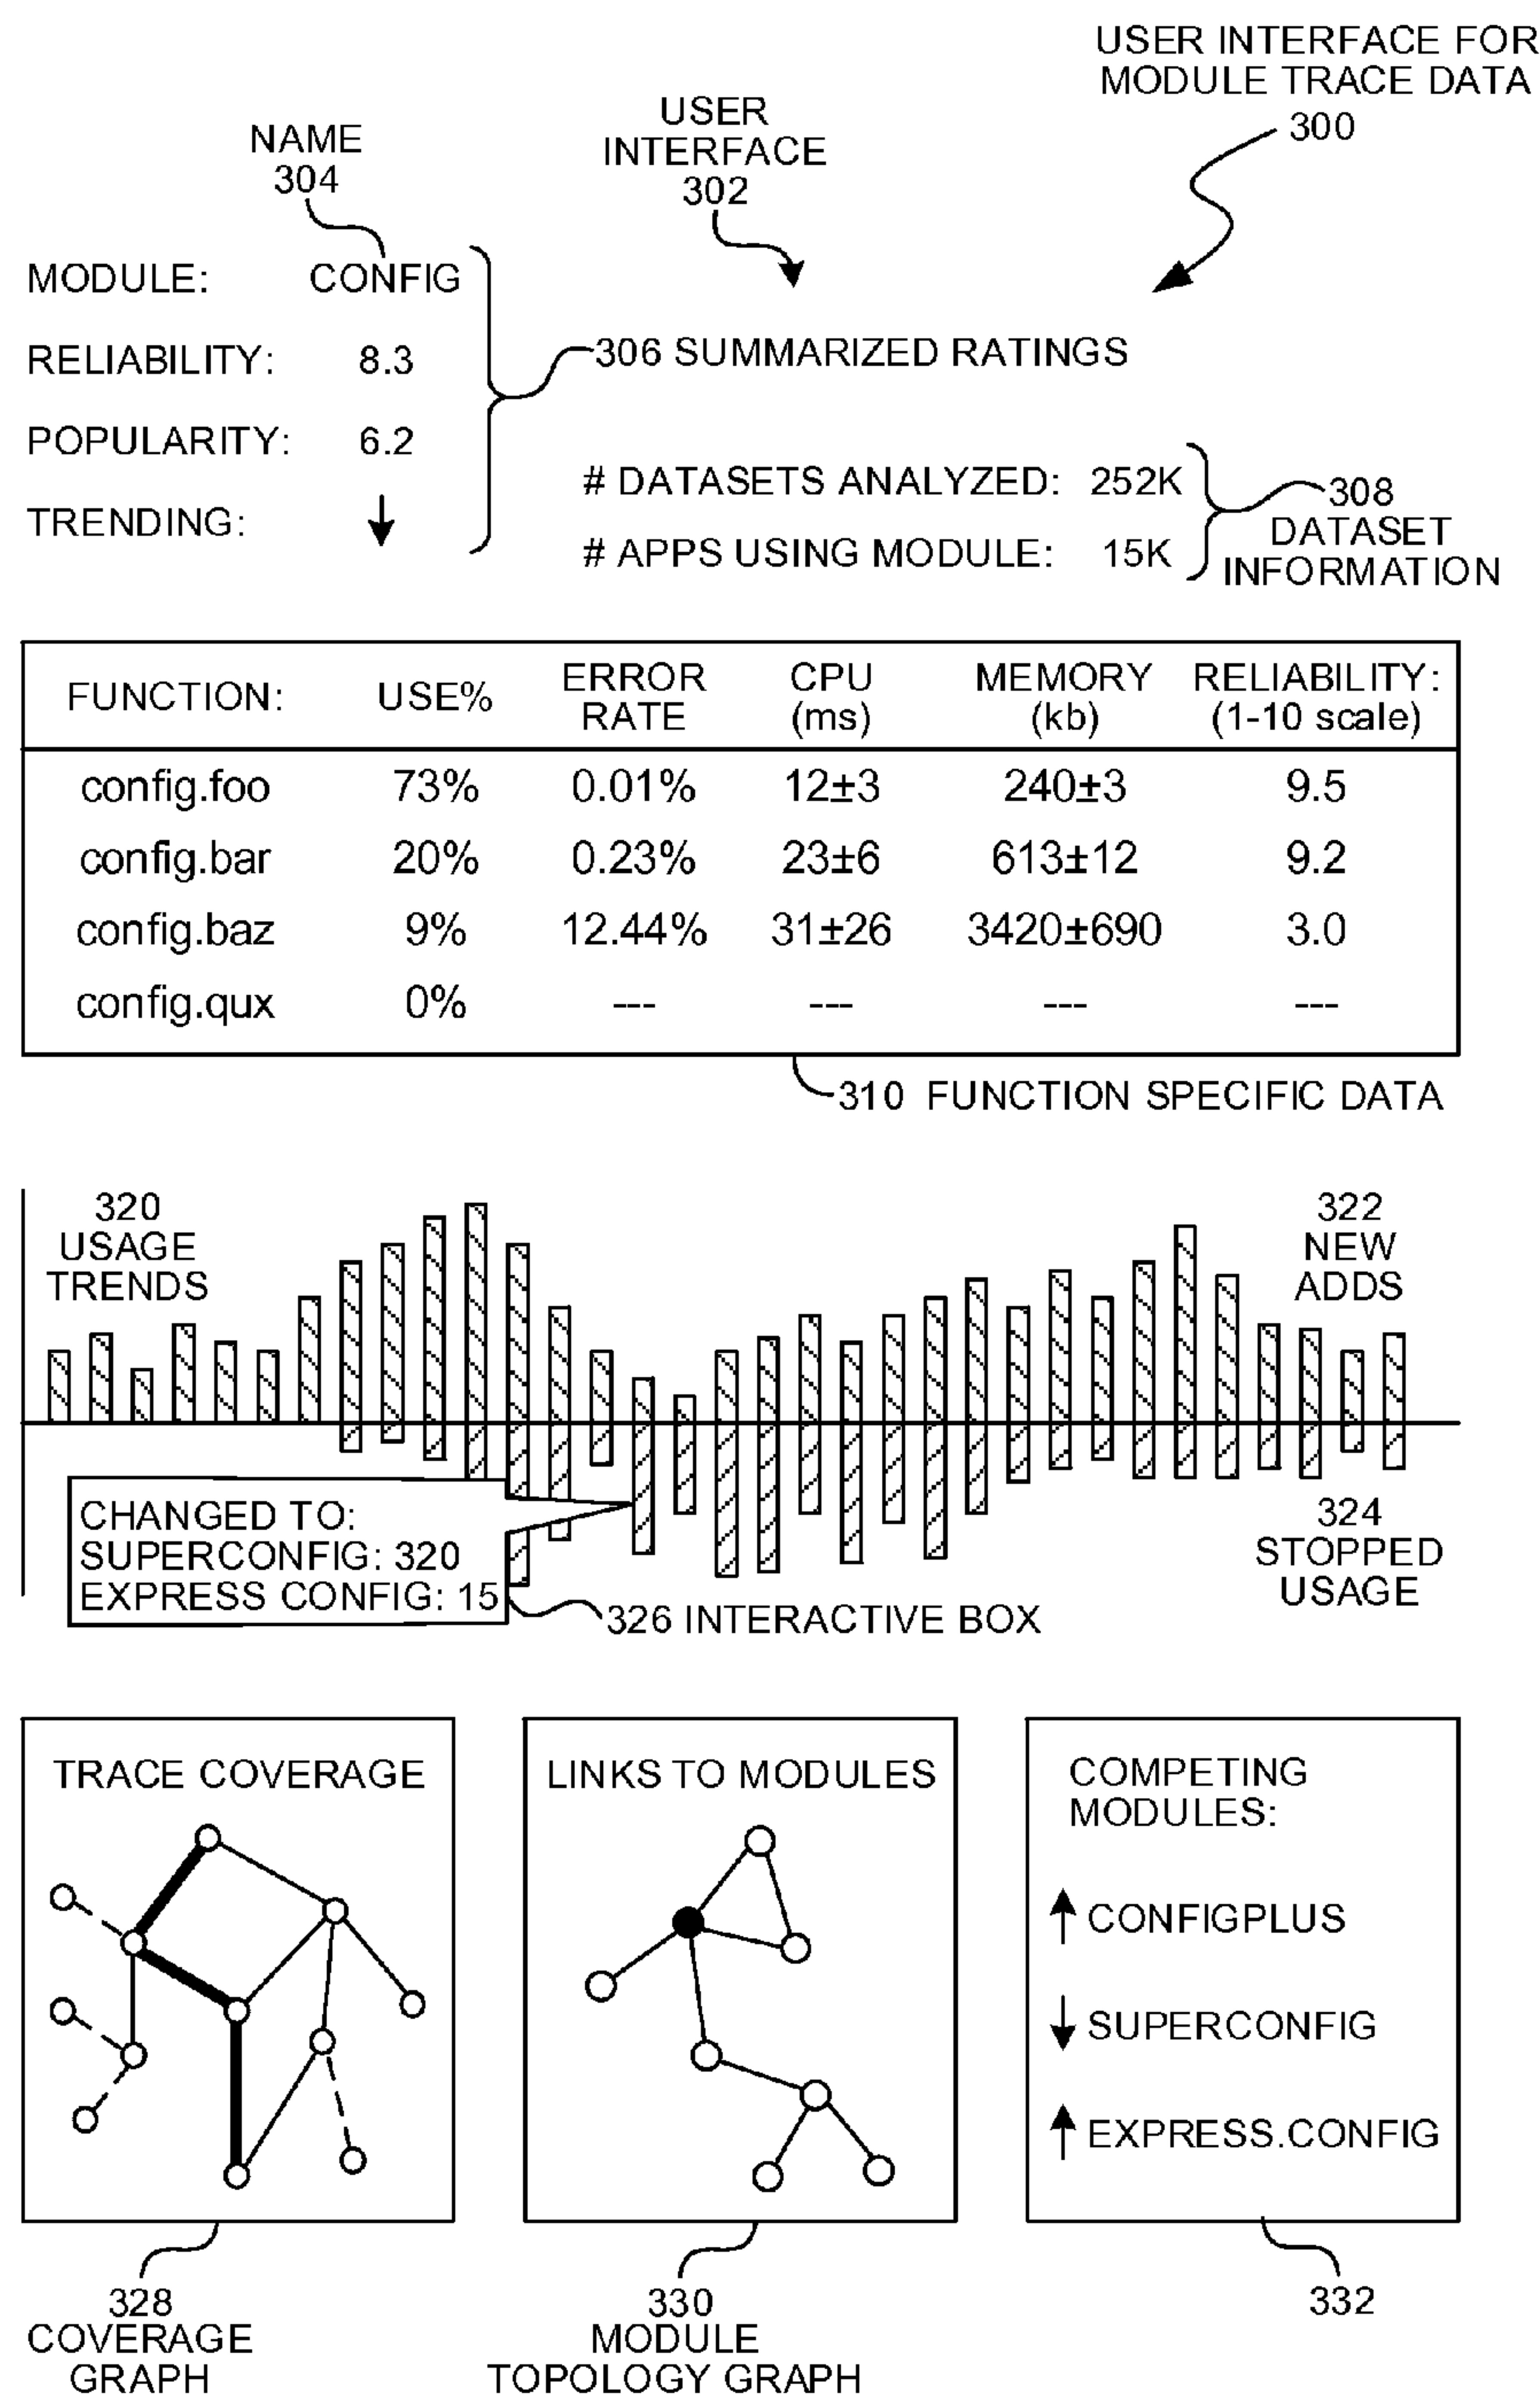 USER INTERFACE FOR
MODULE TRACE DATA
300
USER
INTERFACE
302
NAME
304
MODULE: CONFIG
RELIABILITY: 8.3
306 SUMMARIZED RATINGS
POPULARITY: 6.2
TRENDING:
# DATASETS ANALYZED: 252K
# APPS USING MODULE: 15K
308
DATASET
INFORMATION
FUNCTION: USE% ERROR RATE CPU (ms) MEMORY (kb) RELIABILITY: (1-10 scale)
config.foo 73% 0.01% 12±3 240±3 9.5
config.bar 20% 0.23% 23±6 613±12 9.2
config.baz 9% 12.44% 31±26 3420±690 3.0
config.qux 0% --- --- --- ---
310 FUNCTION SPECIFIC DATA
320
USAGE
TRENDS
322
NEW
ADDS
CHANGED TO:
SUPERCONFIG: 320
EXPRESS CONFIG: 15
326 INTERACTIVE BOX
324
STOPPED
USAGE
TRACE COVERAGE
LINKS TO MODULES
COMPETING
MODULES:
CONFIGPLUS
SUPERCONFIG
EXPRESS.CONFIG
328
COVERAGE
GRAPH
330
MODULE
TOPOLOGY GRAPH
332